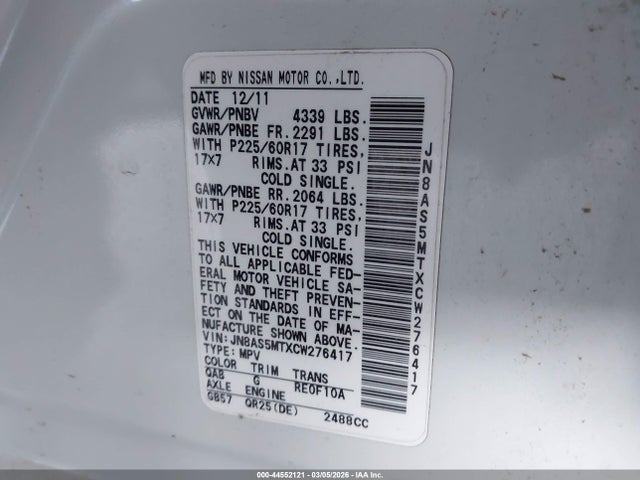 MFD BY NISSAN MOTOR CO.,LTD.
DATE 12/11
GVWR/PNBV 4339 LBS.
GAWR/PNBE FR.2291 LBS.
WITH P225/60R17 TIRES,
17X7 RIMS.AT 33 PSI
COLD SINGLE.
GAWR/PNBE RR.2064 LBS.
WITH P225/60R17 TIRES,
17X7 RIMS.AT 33 PSI
COLD SINGLE.
THIS VEHICLE CONFORMS
TO ALL APPLICABLE FED-
ERAL MOTOR VEHICLE SA-
FETY AND THEFT PREVEN-
TION STANDARDS IN EFF-
ECT ON THE DATE OF MA-
NUFACTURE SHOWN ABOVE.
VIN:JN8AS5MTXCW276417
TYPE: MPV
COLOR TRIM TRANS
QAB G RE0F10A
AXLE ENGINE
GB57 QR25(DE) 2488CC
JN8AS5MTXCW276417
000-44552121 | 03/05/2026 - IAA Inc.